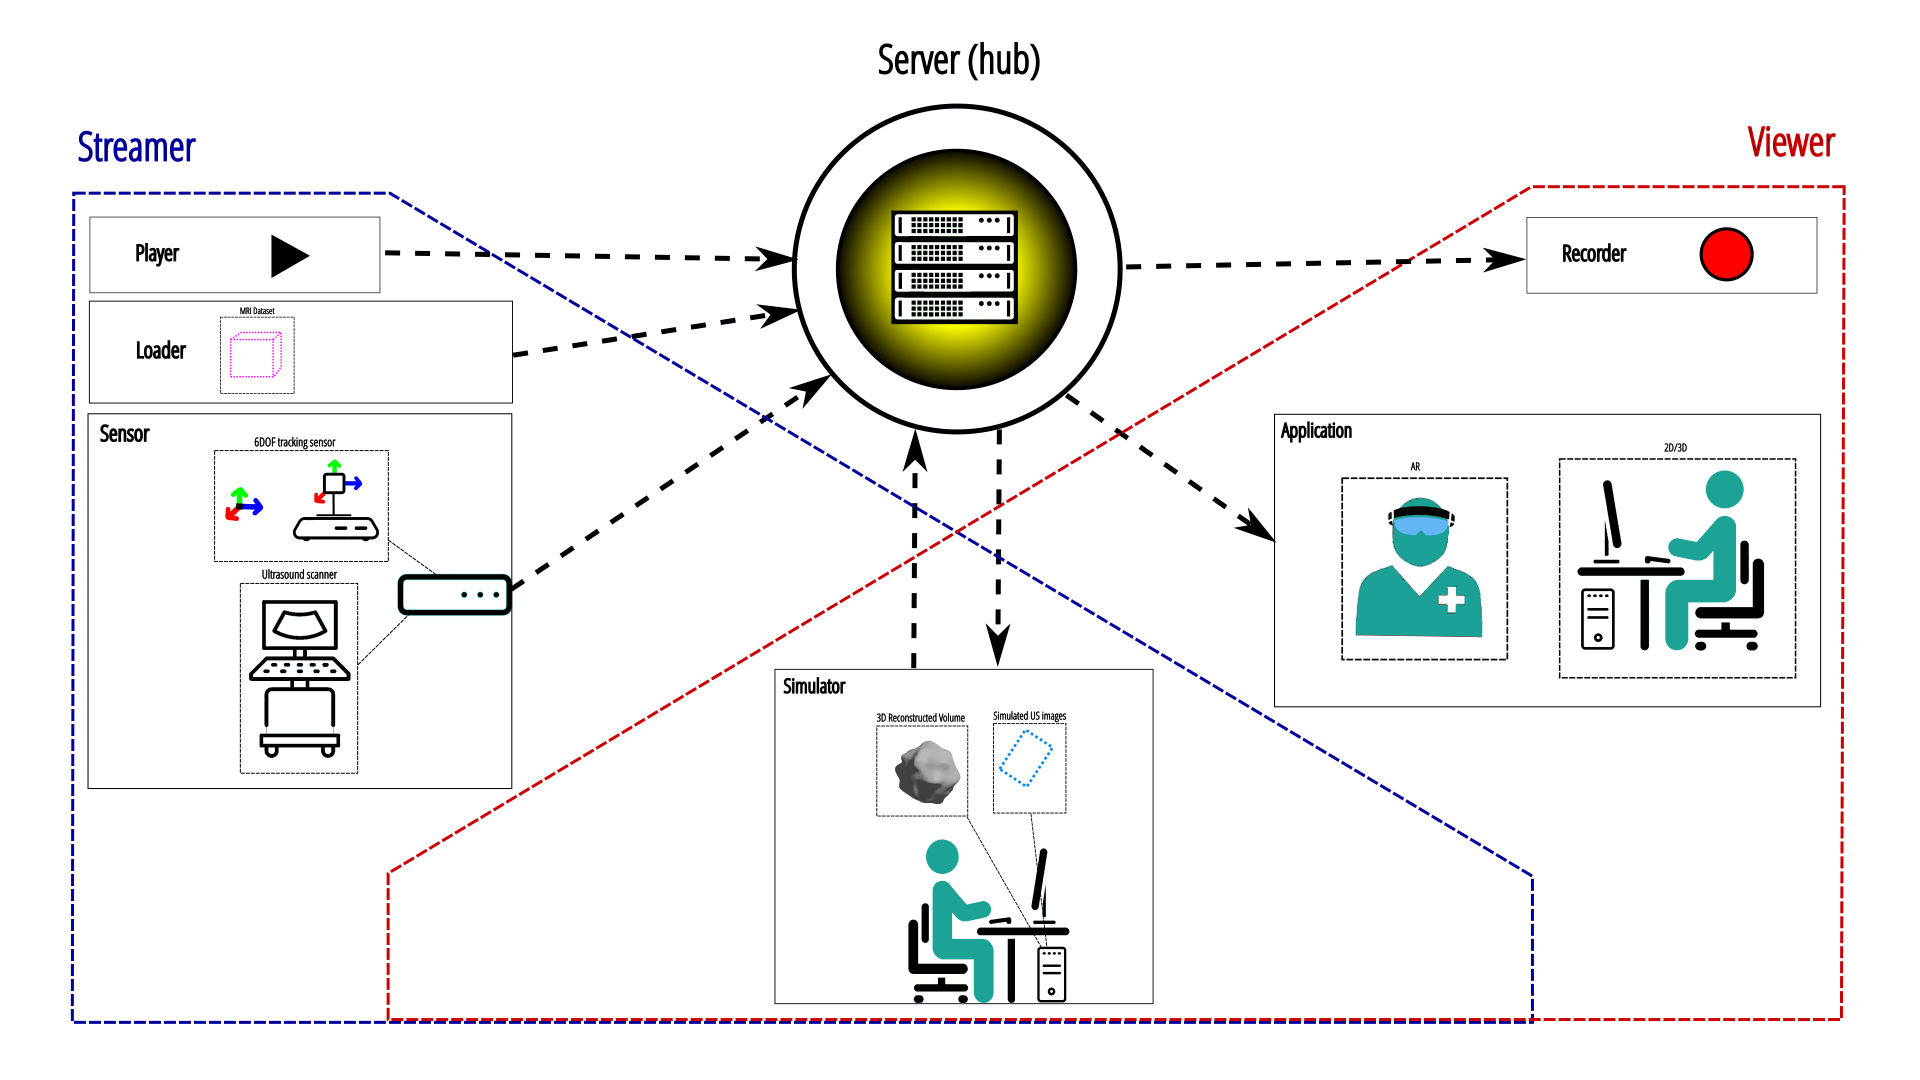 Server (hub)
Streamer
Viewer
Player
Recorder
MRI Dataset
Loader
Sensor
6DOF tracking sensor
Ultrasound scanner
Application
AR
2D/3D
Simulator
3D Reconstructed Volume
Simulated US images